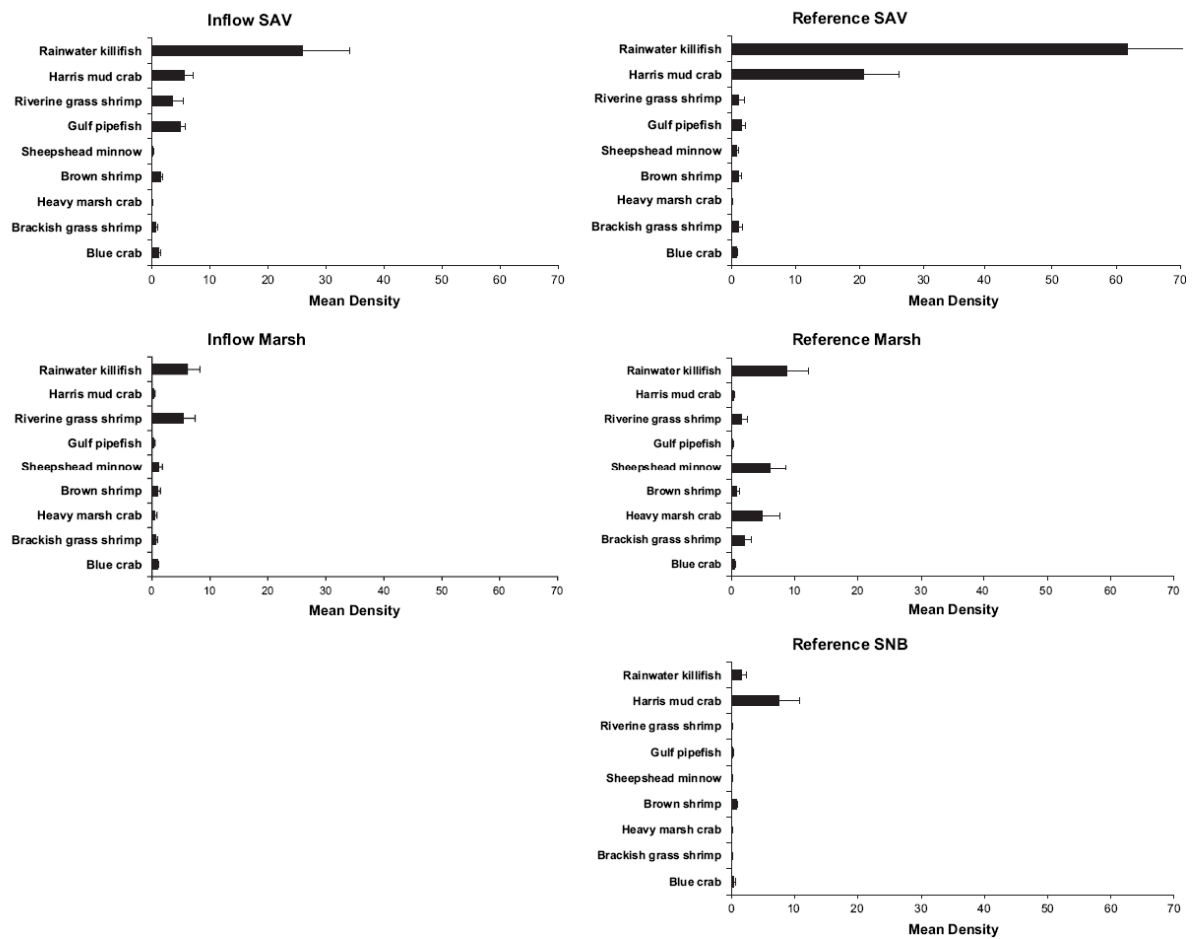 Inflow SAV
Rainwater killifish
Harris mud crab
Riverine grass shrimp
Gulf pipefish
Sheepshead minnow
Brown shrimp
Heavy marsh crab
Brackish grass shrimp
Blue crab
0 10 20 30 40 50 60 70
Mean Density
Reference SAV
Rainwater killifish
Harris mud crab
Riverine grass shrimp
Gulf pipefish
Sheepshead minnow
Brown shrimp
Heavy marsh crab
Brackish grass shrimp
Blue crab
0 10 20 30 40 50 60 70
Mean Density
Inflow Marsh
Rainwater killifish
Harris mud crab
Riverine grass shrimp
Gulf pipefish
Sheepshead minnow
Brown shrimp
Heavy marsh crab
Brackish grass shrimp
Blue crab
0 10 20 30 40 50 60 70
Mean Density
Reference Marsh
Rainwater killifish
Harris mud crab
Riverine grass shrimp
Gulf pipefish
Sheepshead minnow
Brown shrimp
Heavy marsh crab
Brackish grass shrimp
Blue crab
0 10 20 30 40 50 60 70
Mean Density
Reference SNB
Rainwater killifish
Harris mud crab
Riverine grass shrimp
Gulf pipefish
Sheepshead minnow
Brown shrimp
Heavy marsh crab
Brackish grass shrimp
Blue crab
0 10 20 30 40 50 60 70
Mean Density